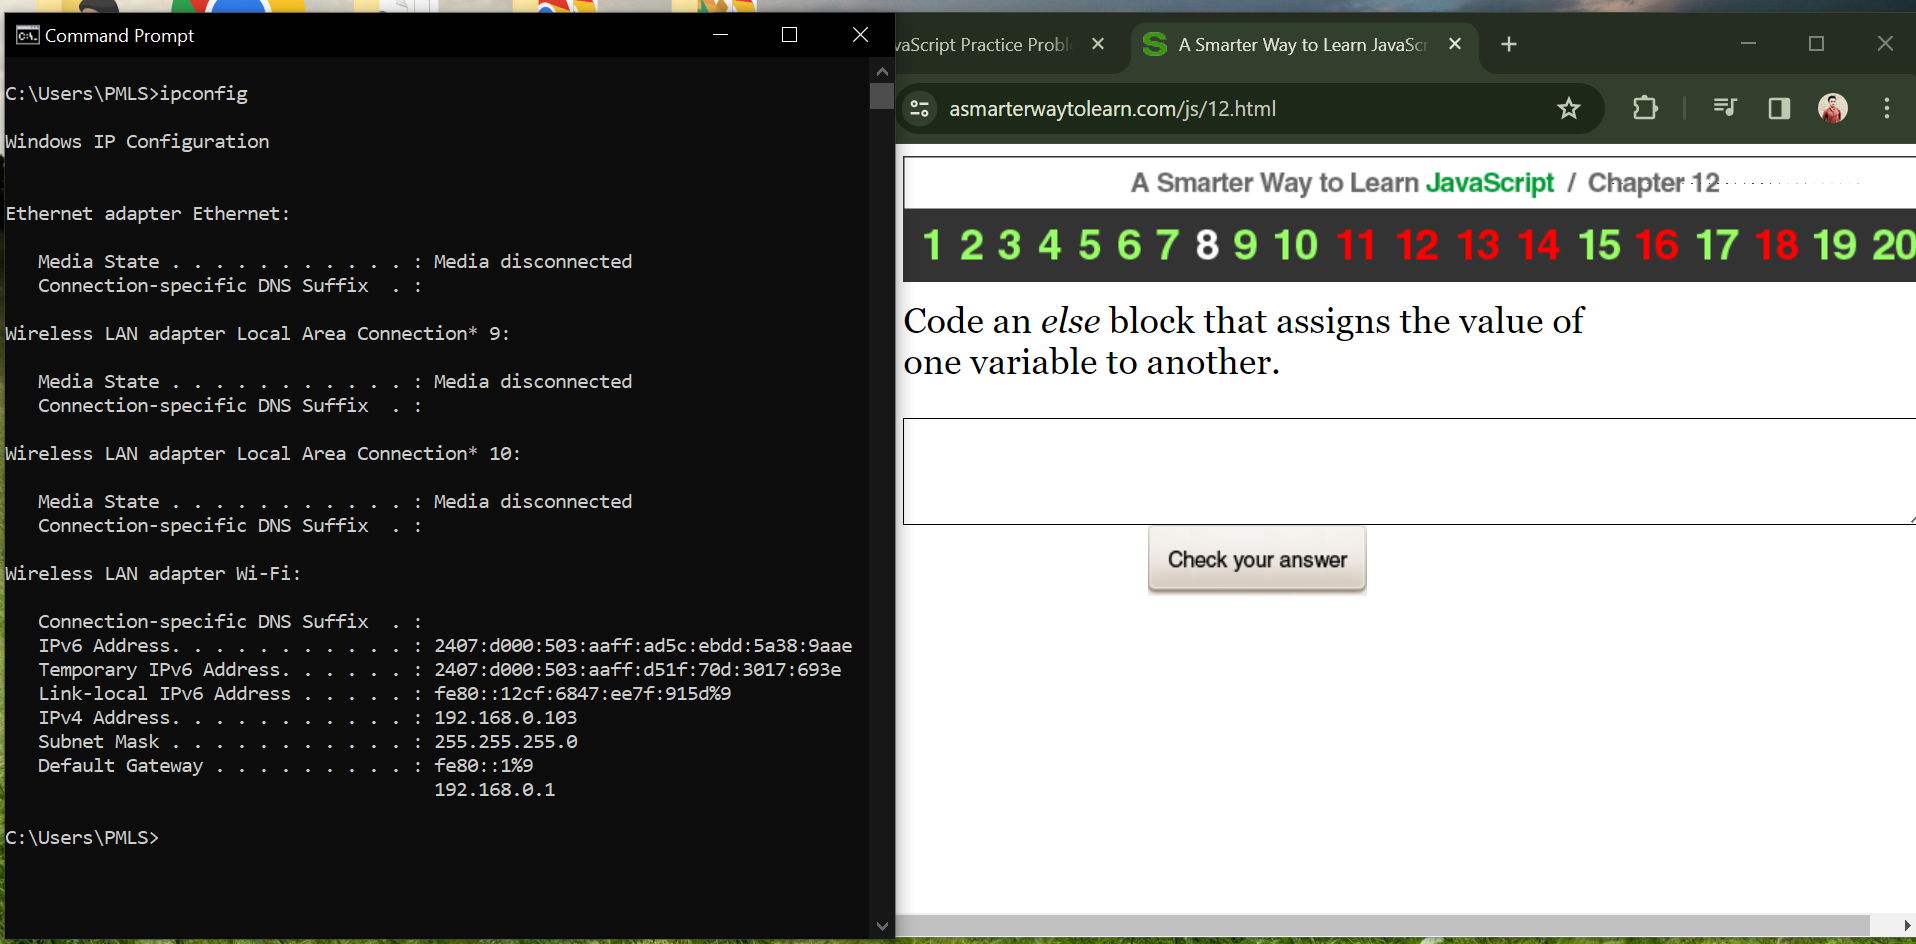 Command Prompt
C:\Users\PMLS>ipconfig
Windows IP Configuration
Ethernet adapter Ethernet:
Media State . . . . . . . . . . . : Media disconnected
Connection-specific DNS Suffix  . :
Wireless LAN adapter Local Area Connection* 9:
Media State . . . . . . . . . . . : Media disconnected
Connection-specific DNS Suffix  . :
Wireless LAN adapter Local Area Connection* 10:
Media State . . . . . . . . . . . : Media disconnected
Connection-specific DNS Suffix  . :
Wireless LAN adapter Wi-Fi:
Connection-specific DNS Suffix  . :
IPv6 Address. . . . . . . . . . . : 2407:d000:503:aaff:ad5c:ebdd:5a38:9aae
Temporary IPv6 Address. . . . . . : 2407:d000:503:aaff:d51f:70d:3017:693e
Link-local IPv6 Address . . . . . : fe80::12cf:6847:ee7f:915d%9
IPv4 Address. . . . . . . . . . . : 192.168.0.103
Subnet Mask . . . . . . . . . . . : 255.255.255.0
Default Gateway . . . . . . . . . : fe80::1%9
192.168.0.1
C:\Users\PMLS>
vaScript Practice Probl
A Smarter Way to Learn JavaScr
asmarterwaytolearn.com/js/12.html
A Smarter Way to Learn JavaScript / Chapter 12
1 2 3 4 5 6 7 8 9 10 11 12 13 14 15 16 17 18 19 20
Code an else block that assigns the value of
one variable to another.
Check your answer